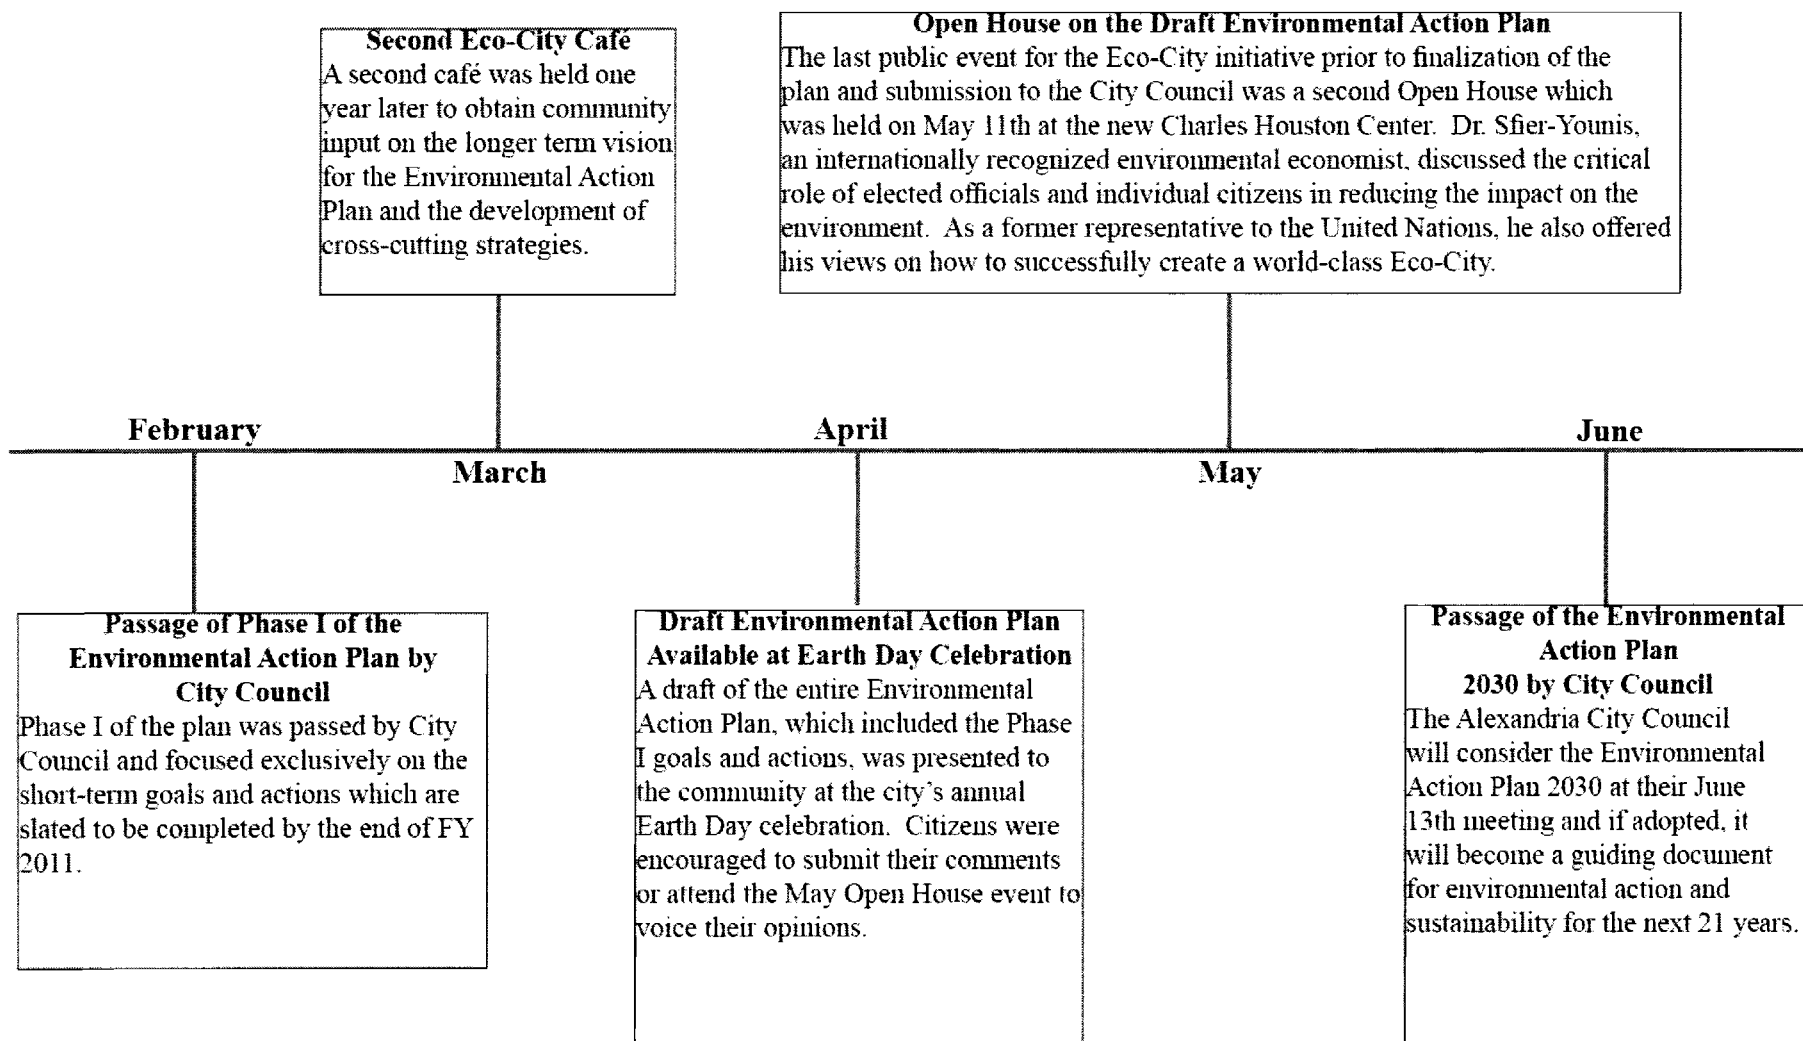 Second Eco-City Café
A second café was held one
year later to obtain community
input on the longer term vision
for the Environmental Action
Plan and the development of
cross-cutting strategies.
Open House on the Draft Environmental Action Plan
The last public event for the Eco-City initiative prior to finalization of the
plan and submission to the City Council was a second Open House which
was held on May 11th at the new Charles Houston Center.  Dr. Sfier-Younis,
an internationally recognized environmental economist, discussed the critical
role of elected officials and individual citizens in reducing the impact on the
environment.  As a former representative to the United Nations, he also offered
his views on how to successfully create a world-class Eco-City.
February
March
April
May
June
Passage of Phase I of the
Environmental Action Plan by
City Council
Phase I of the plan was passed by City
Council and focused exclusively on the
short-term goals and actions which are
slated to be completed by the end of FY
2011.
Draft Environmental Action Plan
Available at Earth Day Celebration
A draft of the entire Environmental
Action Plan, which included the Phase
I goals and actions, was presented to
the community at the city's annual
Earth Day celebration.  Citizens were
encouraged to submit their comments
or attend the May Open House event to
voice their opinions.
Passage of the Environmental
Action Plan
2030 by City Council
The Alexandria City Council
will consider the Environmental
Action Plan 2030 at their June
13th meeting and if adopted, it
will become a guiding document
for environmental action and
sustainability for the next 21 years.